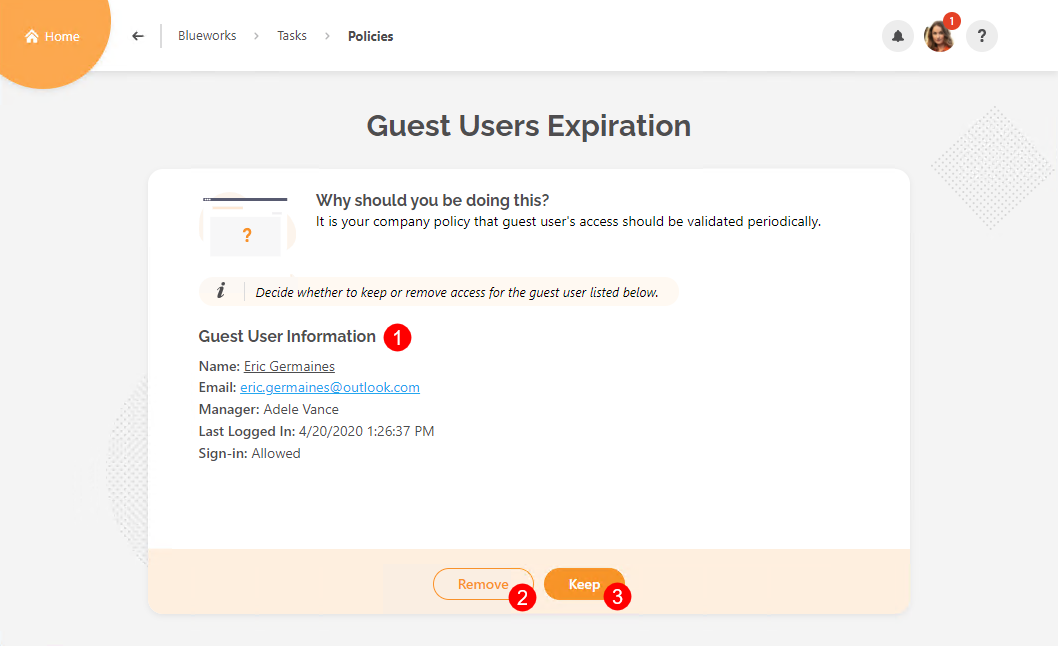 Home
Blueworks > Tasks > Policies
1
?
Guest Users Expiration
Why should you be doing this?
It is your company policy that guest user's access should be validated periodically.
?
i
Decide whether to keep or remove access for the guest user listed below.
Guest User Information 1
Name: Eric Germaines
Email: eric.germaines@outlook.com
Manager: Adele Vance
Last Logged In: 4/20/2020 1:26:37 PM
Sign-in: Allowed
Remove 2
Keep 3